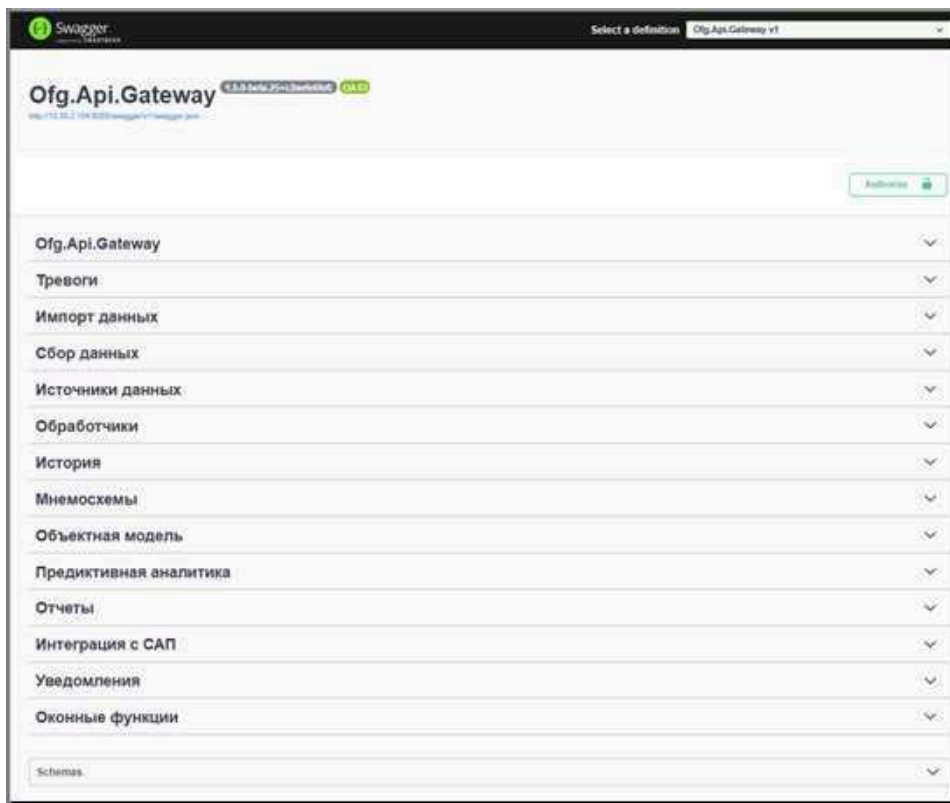 Swagger
Select a definition
Ofg.Api.Gateway v1
Ofg.Api.Gateway
Authorize
Ofg.Api.Gateway
Тревоги
Импорт данных
Сбор данных
Источники данных
Обработчики
История
Мнемосхемы
Объектная модель
Предиктивная аналитика
Отчеты
Интеграция с САП
Уведомления
Оконные функции
Schemas